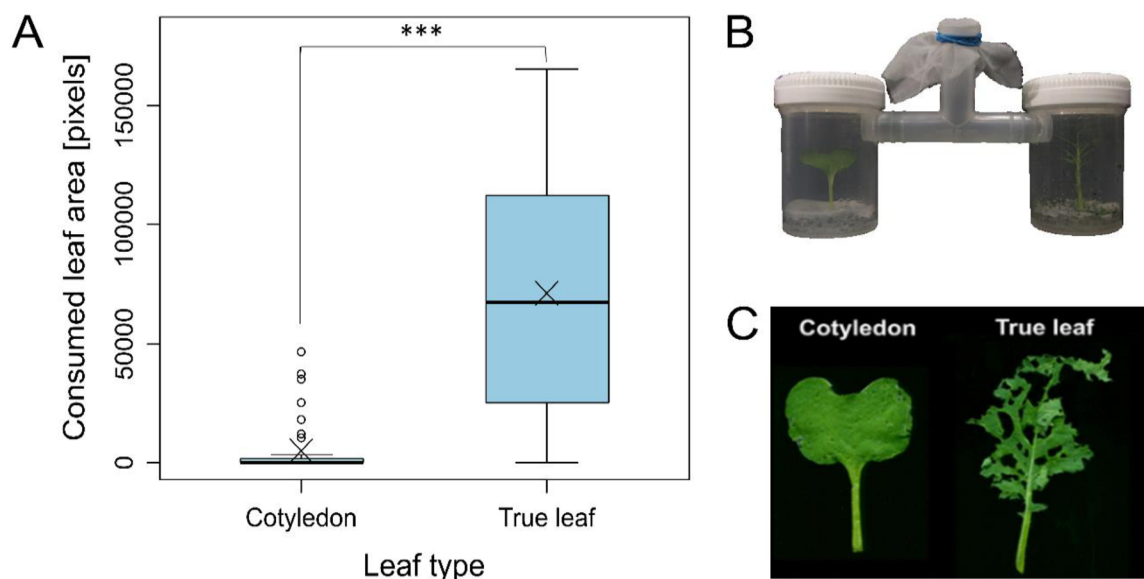 A
***
Consumed leaf area [pixels]
150000
100000
50000
0
Cotyledon
True leaf
Leaf type
B
C
Cotyledon
True leaf